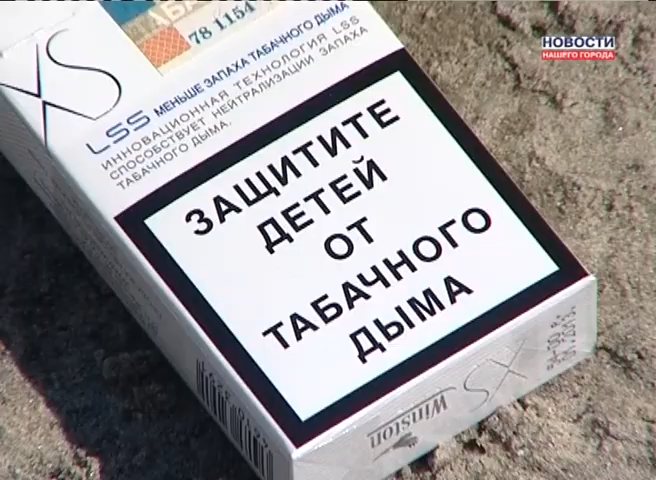 НОВОСТИ
НАШЕГО ГОРОДА
78 1154
XS
LSS МЕНЬШЕ ЗАПАХА ТАБАЧНОГО ДЫМА
ИННОВАЦИОННАЯ ТЕХНОЛОГИЯ LSS
СПОСОБСТВУЕТ НЕЙТРАЛИЗАЦИИ ЗАПАХА
ТАБАЧНОГО ДЫМА.
ЗАЩИТИТЕ
ДЕТЕЙ
ОТ
ТАБАЧНОГО
ДЫМА
Winston
XS